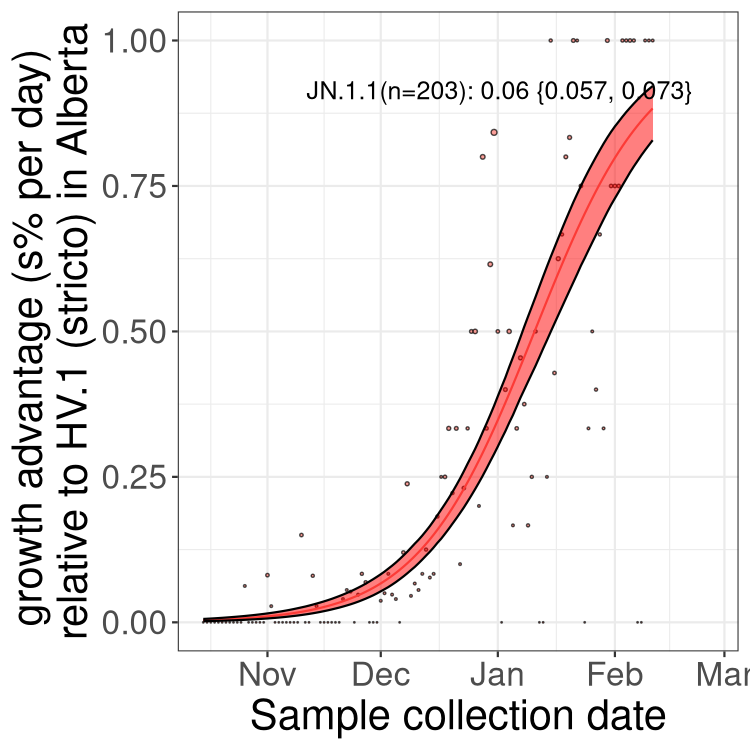 growth advantage (s% per day)
relative to HV.1 (stricto) in Alberta
1.00
0.75
0.50
0.25
0.00
JN.1.1(n=203): 0.06 {0.057, 0.073}
Nov Dec Jan Feb Mar
Sample collection date